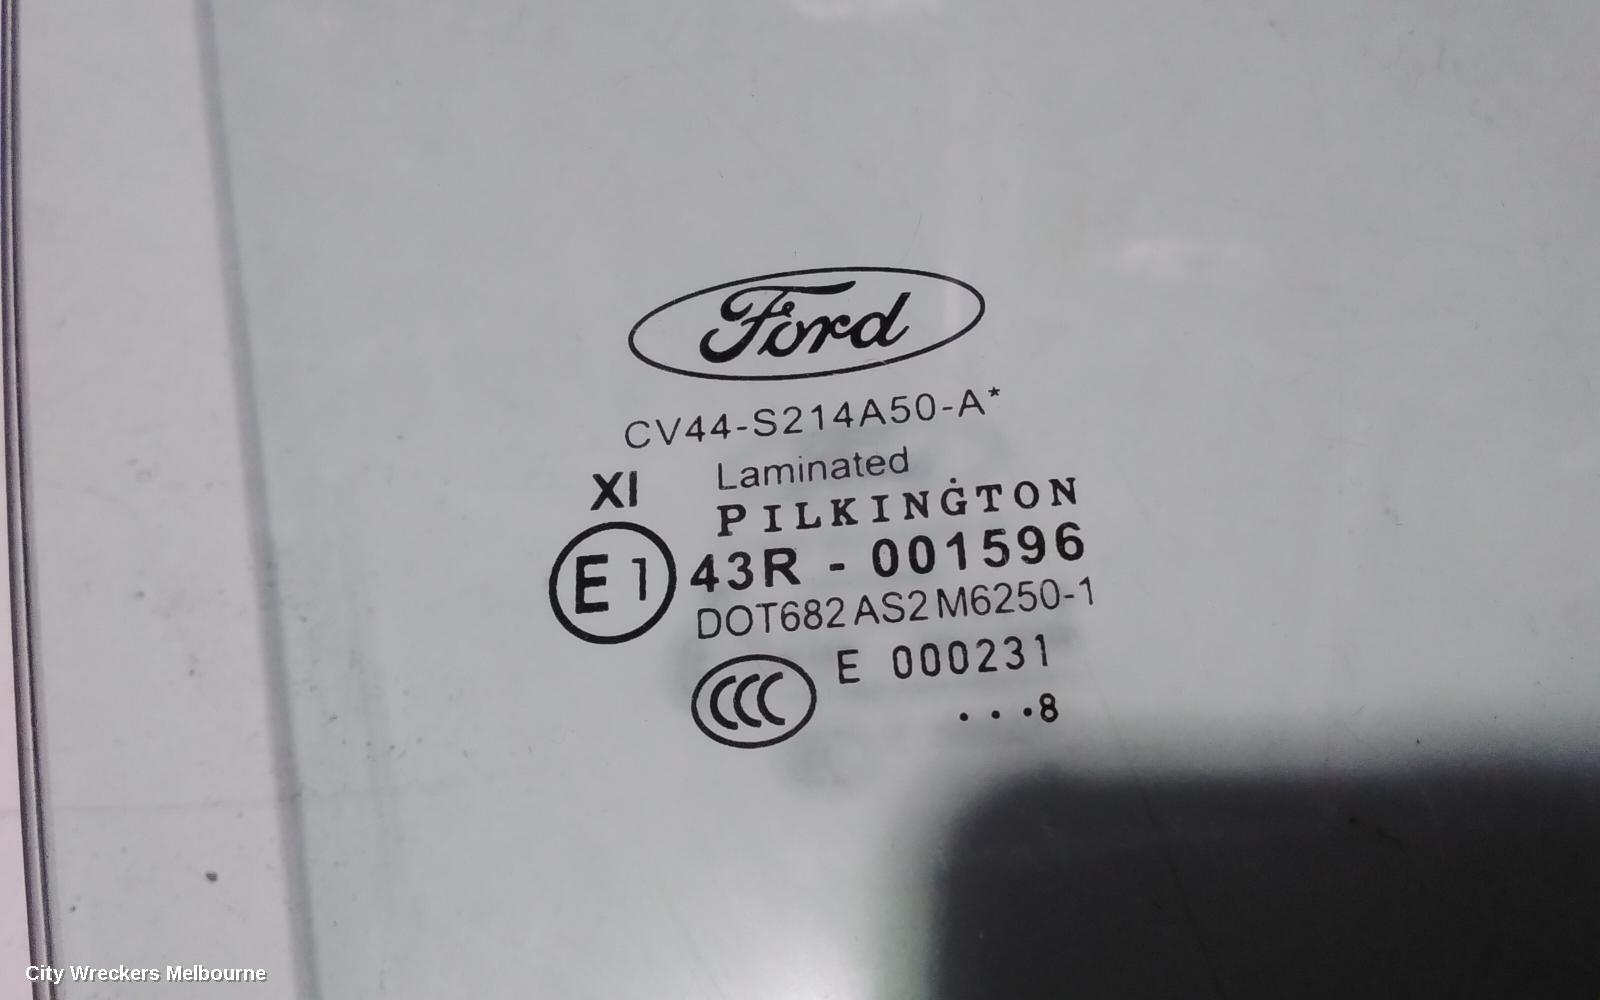 Ford
CV44-S214A50-A*
Laminated
XI
PILKINGTON
E1 43R - 001596
DOT682 AS2 M6250-1
CCC E 000231
. . .8
City Wreckers Melbourne